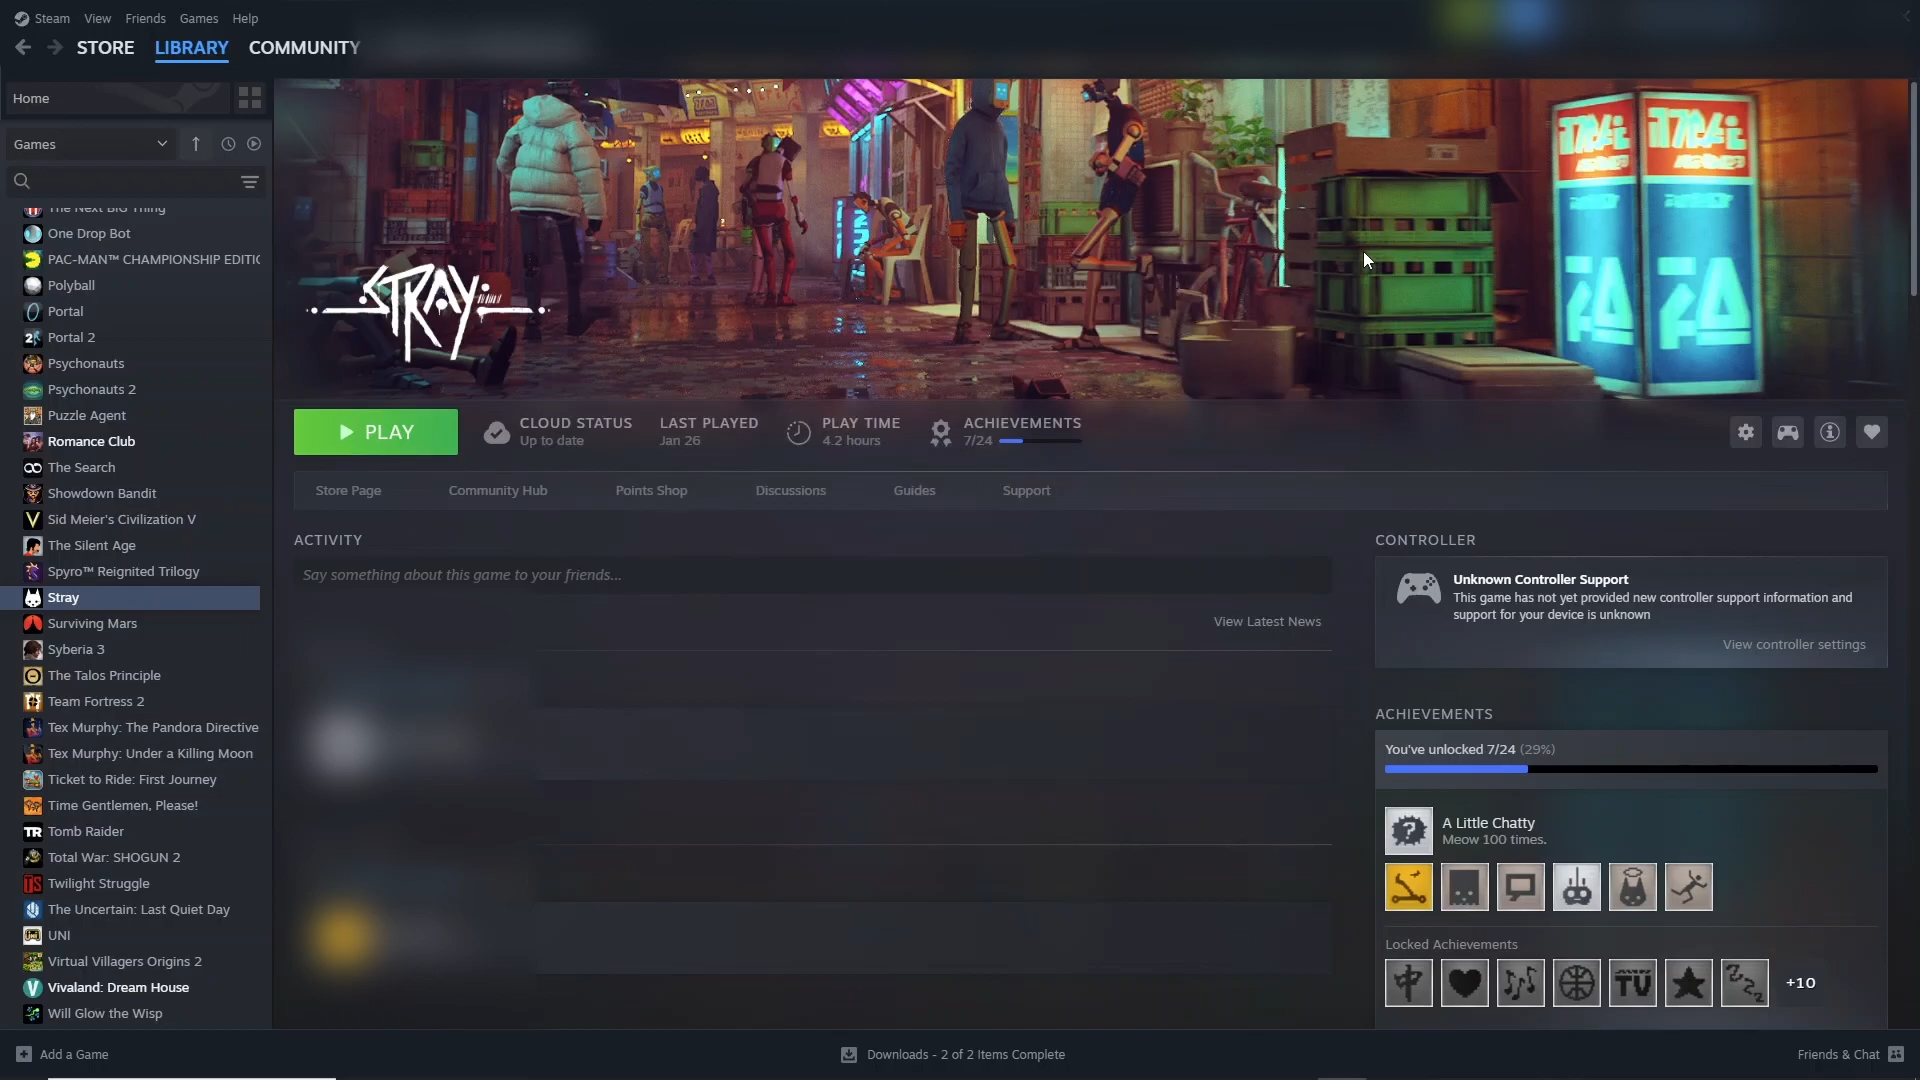 Steam View Friends Games Help
STORE LIBRARY COMMUNITY
Home
Games
The Next BIG Thing
One Drop Bot
PAC-MAN™ CHAMPIONSHIP EDITIO
Polyball
Portal
Portal 2
Psychonauts
Psychonauts 2
Puzzle Agent
Romance Club
The Search
Showdown Bandit
Sid Meier's Civilization V
The Silent Age
Spyro™ Reignited Trilogy
Stray
Surviving Mars
Syberia 3
The Talos Principle
Team Fortress 2
Tex Murphy: The Pandora Directive
Tex Murphy: Under a Killing Moon
Ticket to Ride: First Journey
Time Gentlemen, Please!
Tomb Raider
Total War: SHOGUN 2
Twilight Struggle
The Uncertain: Last Quiet Day
UNI
Virtual Villagers Origins 2
Vivaland: Dream House
Will Glow the Wisp
STRAY
PLAY
CLOUD STATUS
Up to date
LAST PLAYED
Jan 26
PLAY TIME
4.2 hours
ACHIEVEMENTS
7/24
Store Page Community Hub Points Shop Discussions Guides Support
ACTIVITY
Say something about this game to your friends...
View Latest News
CONTROLLER
Unknown Controller Support
This game has not yet provided new controller support information and
support for your device is unknown
View controller settings
ACHIEVEMENTS
You've unlocked 7/24 (29%)
A Little Chatty
Meow 100 times.
Locked Achievements
TV
+10
Add a Game
Downloads - 2 of 2 Items Complete
Friends & Chat